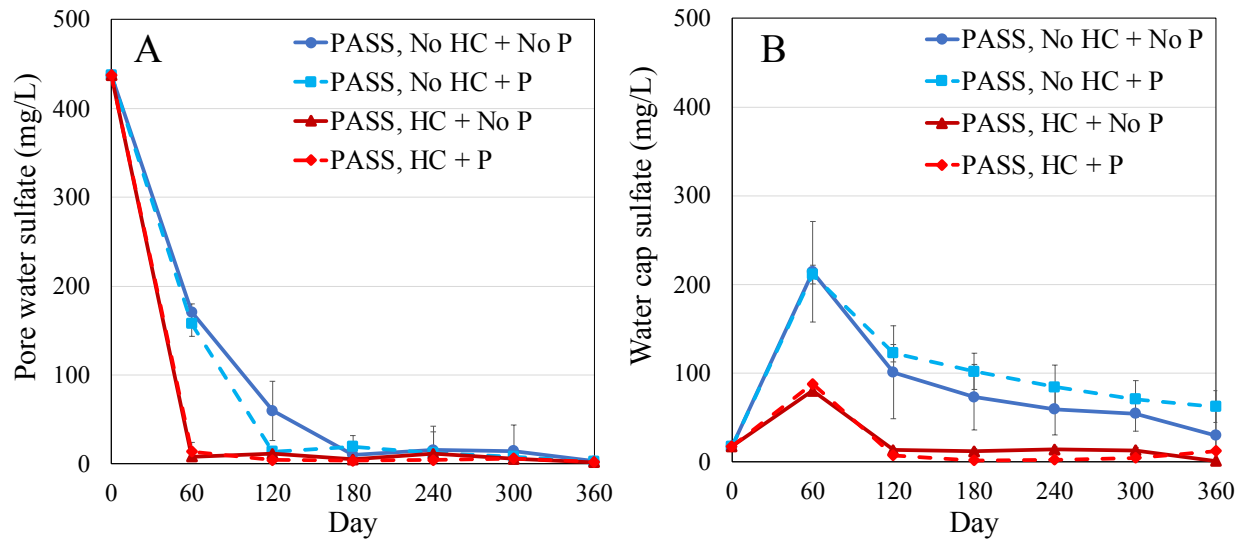 A
PASS, No HC + No P
PASS, No HC + P
PASS, HC + No P
PASS, HC + P
Pore water sulfate (mg/L)
500
400
300
200
100
0
0 60 120 180 240 300 360
Day
B
PASS, No HC + No P
PASS, No HC + P
PASS, HC + No P
PASS, HC + P
Water cap sulfate (mg/L)
500
400
300
200
100
0
0 60 120 180 240 300 360
Day